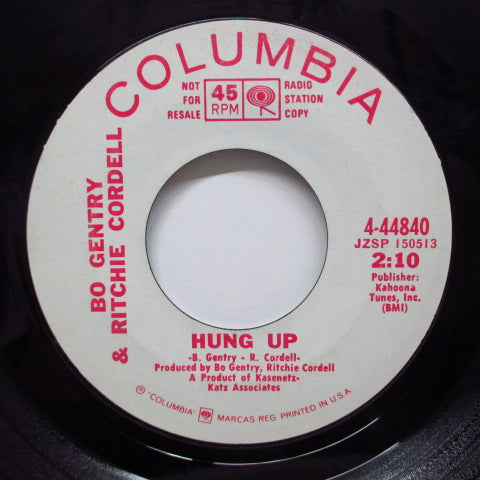 COLUMBIA
NOT FOR RESALE
45 RPM
RADIO STATION COPY
BO GENTRY
& RITCHIE CORDELL
4-44840
JZSP 150513
2:10
Publisher:
Kahoona
Tunes, Inc.
(BMI)
HUNG UP
-B. Gentry - R. Cordell-
Produced by Bo Gentry, Ritchie Cordell
A Product of Kasenetz-
Katz Associates
® "COLUMBIA" MARCAS REG. PRINTED IN U.S.A.